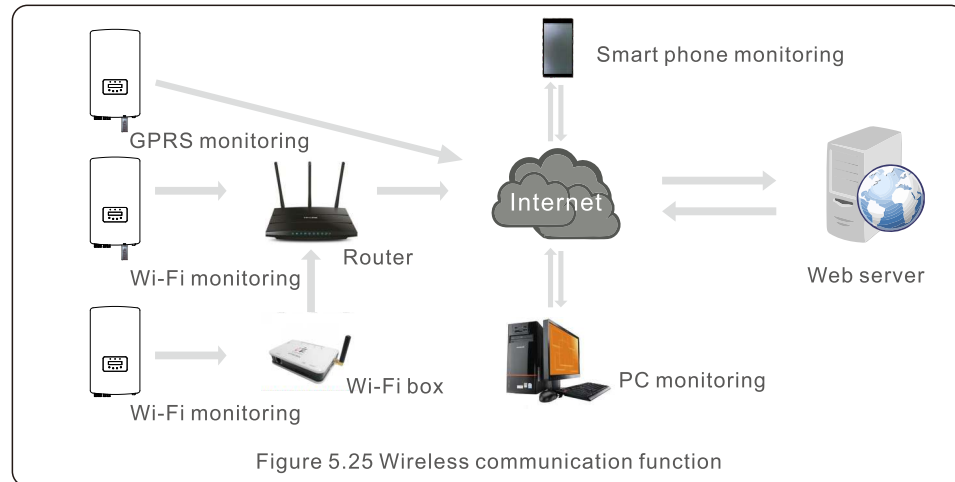 Smart phone monitoring
GPRS monitoring
Internet
Router
Wi-Fi monitoring
Web server
Wi-Fi box
PC monitoring
Wi-Fi monitoring
Figure 5.25 Wireless communication function